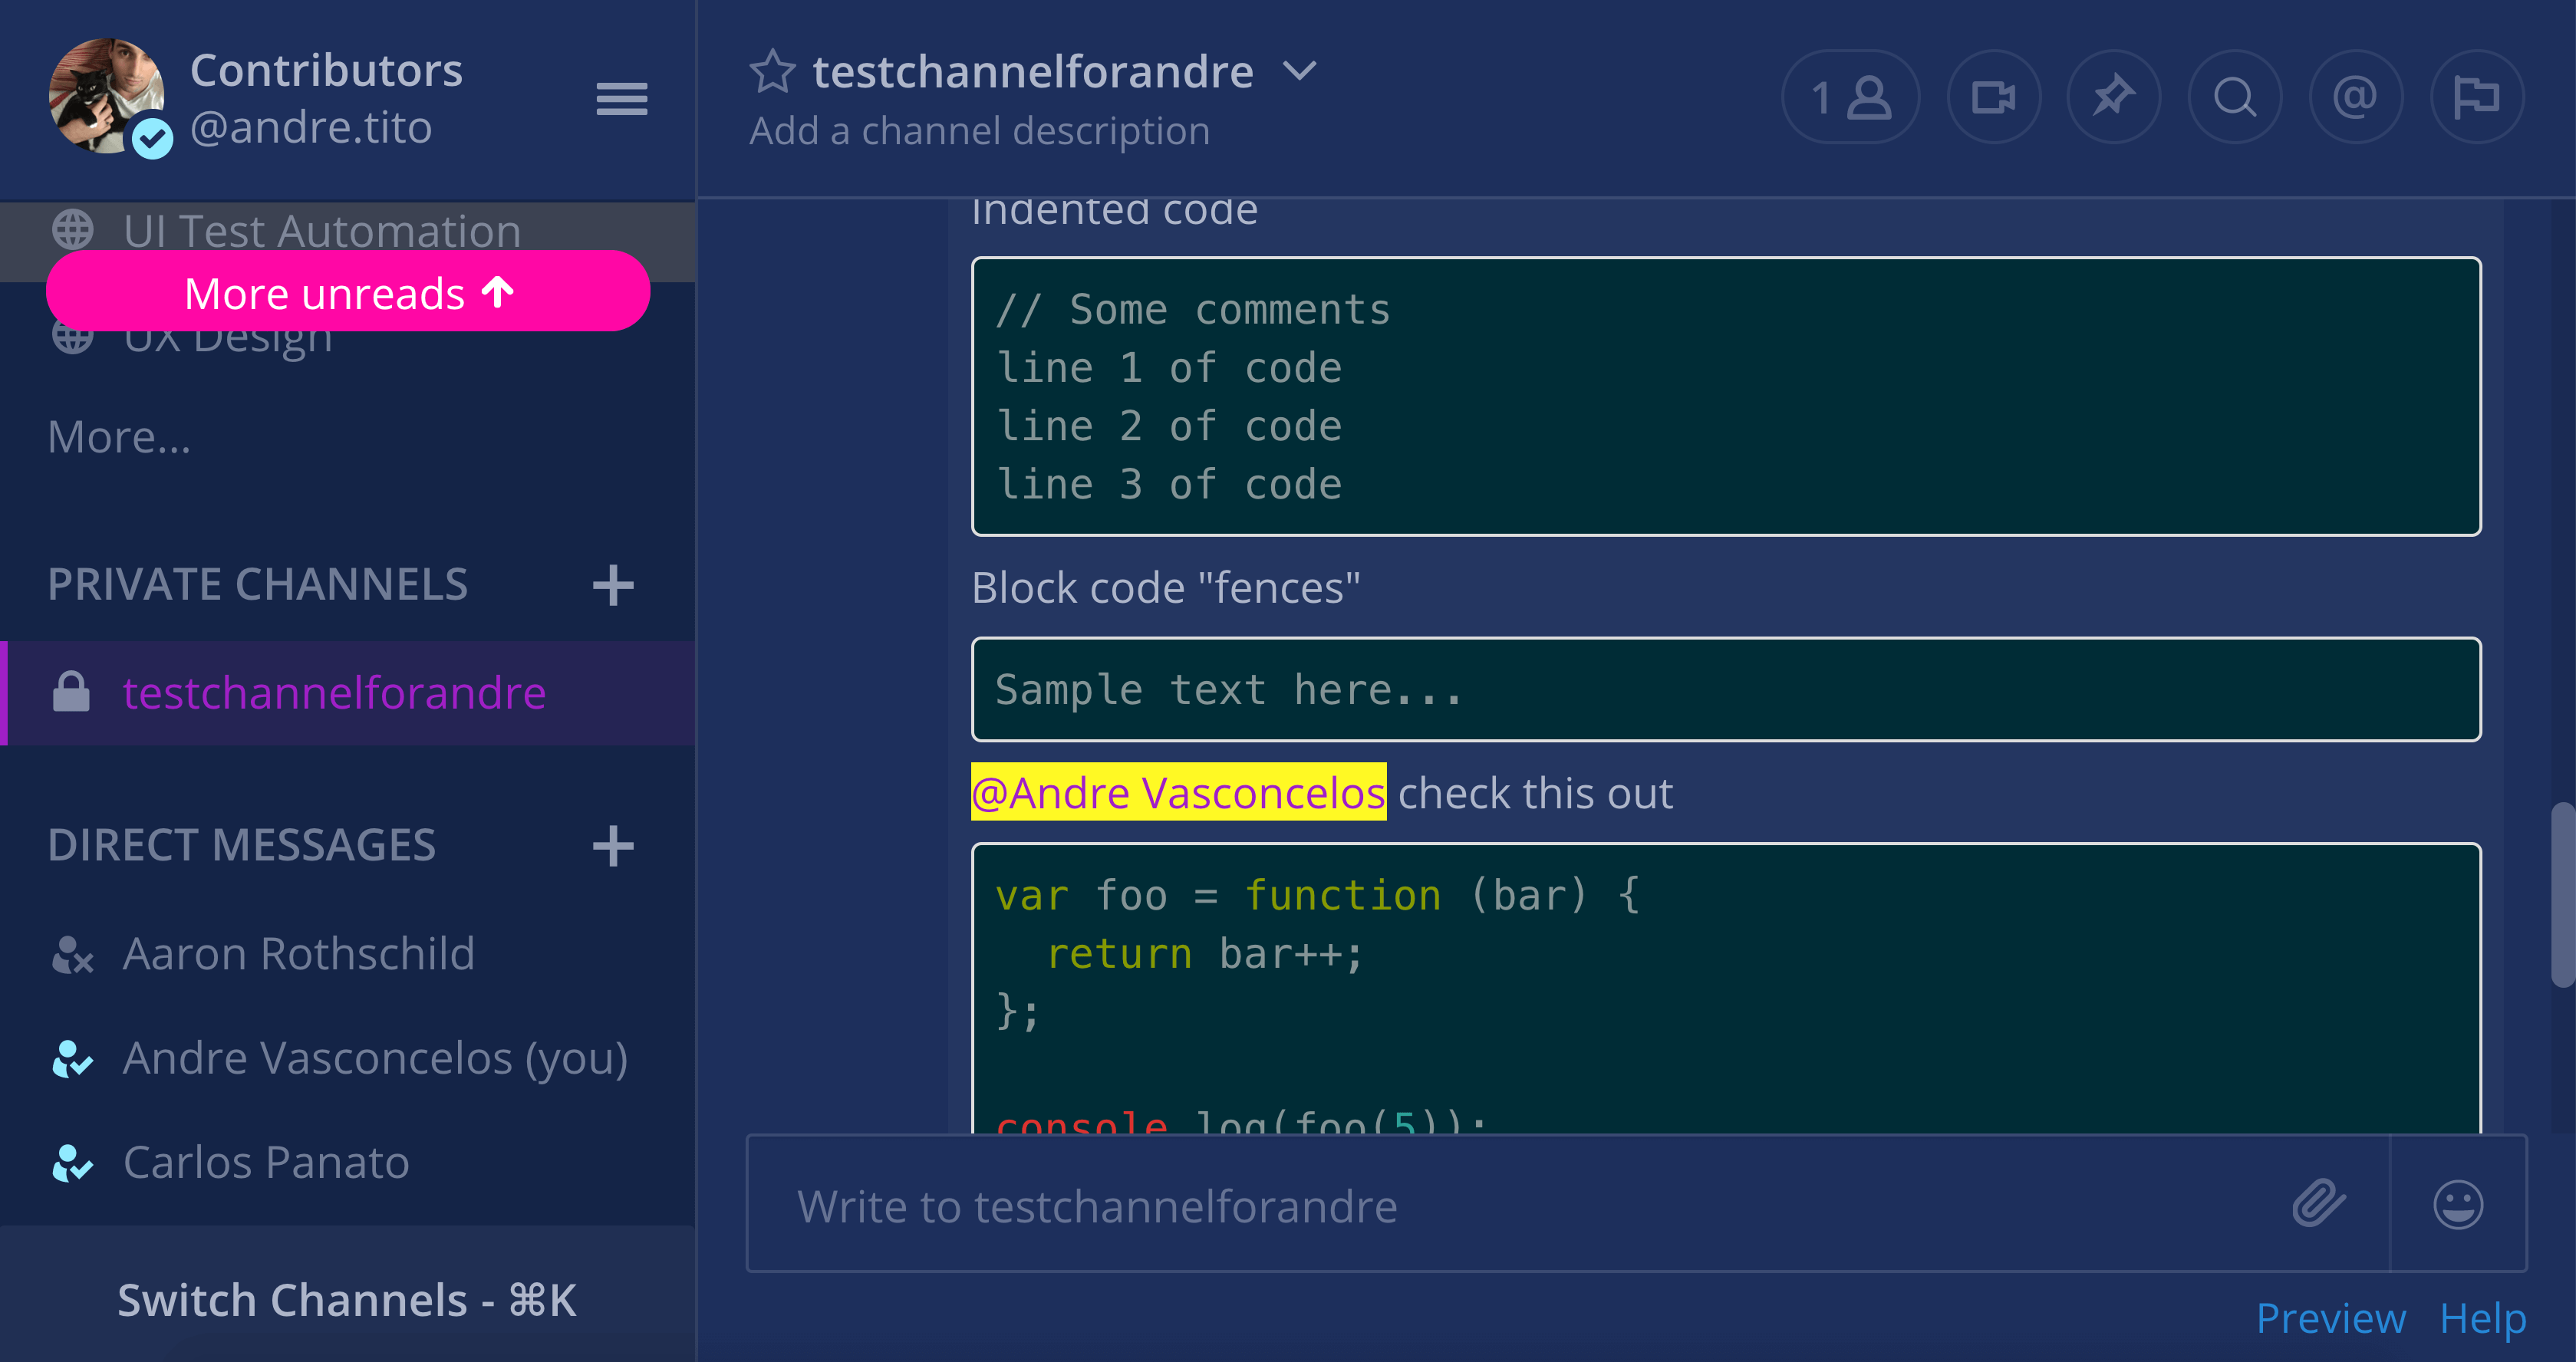 Contributors
@andre.tito
UI Test Automation
More unreads
UX Design
More...
PRIVATE CHANNELS
testchannelforandre
DIRECT MESSAGES
Aaron Rothschild
Andre Vasconcelos (you)
Carlos Panato
Switch Channels - ⌘K
testchannelforandre
Add a channel description
1
@
Indented code
// Some comments
line 1 of code
line 2 of code
line 3 of code
Block code "fences"
Sample text here...
@Andre Vasconcelos check this out
var foo = function (bar) {
  return bar++;
};
console.log(foo(5));
Write to testchannelforandre
Preview Help